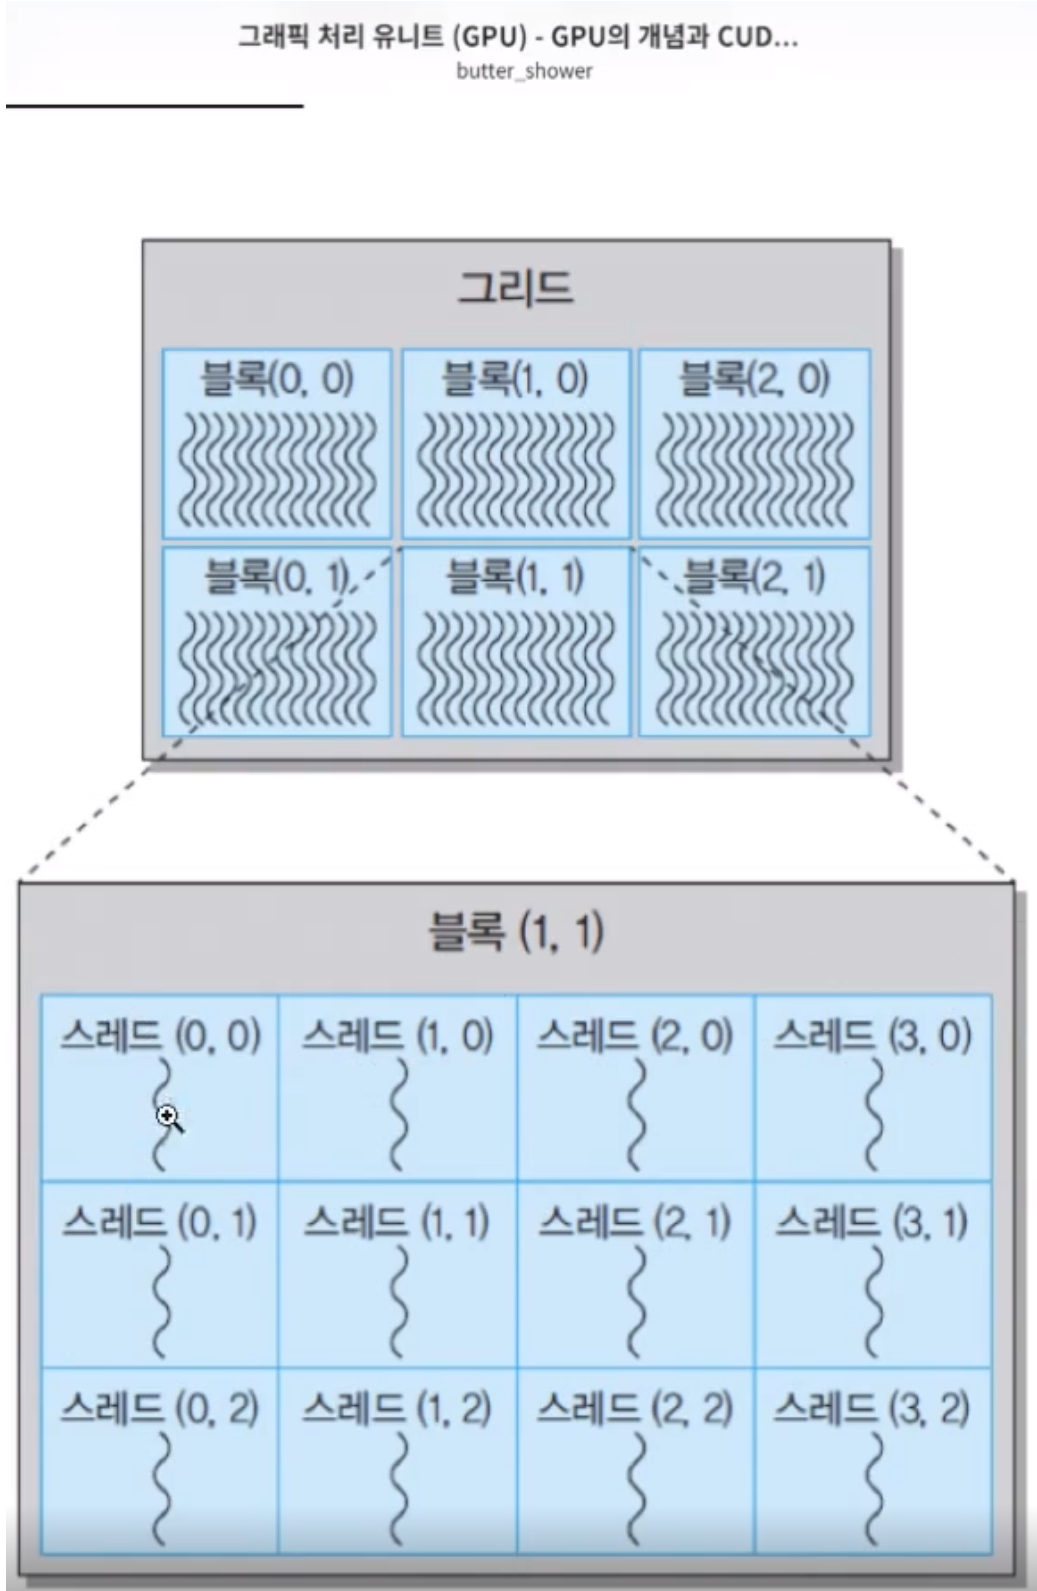 그래픽 처리 유니트 (GPU) - GPU의 개념과 CUD...
butter_shower
그리드
블록(0, 0) 블록(1, 0) 블록(2, 0)
블록(0, 1) 블록(1, 1) 블록(2, 1)
블록 (1, 1)
스레드 (0, 0) 스레드 (1, 0) 스레드 (2, 0) 스레드 (3, 0)
스레드 (0, 1) 스레드 (1, 1) 스레드 (2, 1) 스레드 (3, 1)
스레드 (0, 2) 스레드 (1, 2) 스레드 (2, 2) 스레드 (3, 2)